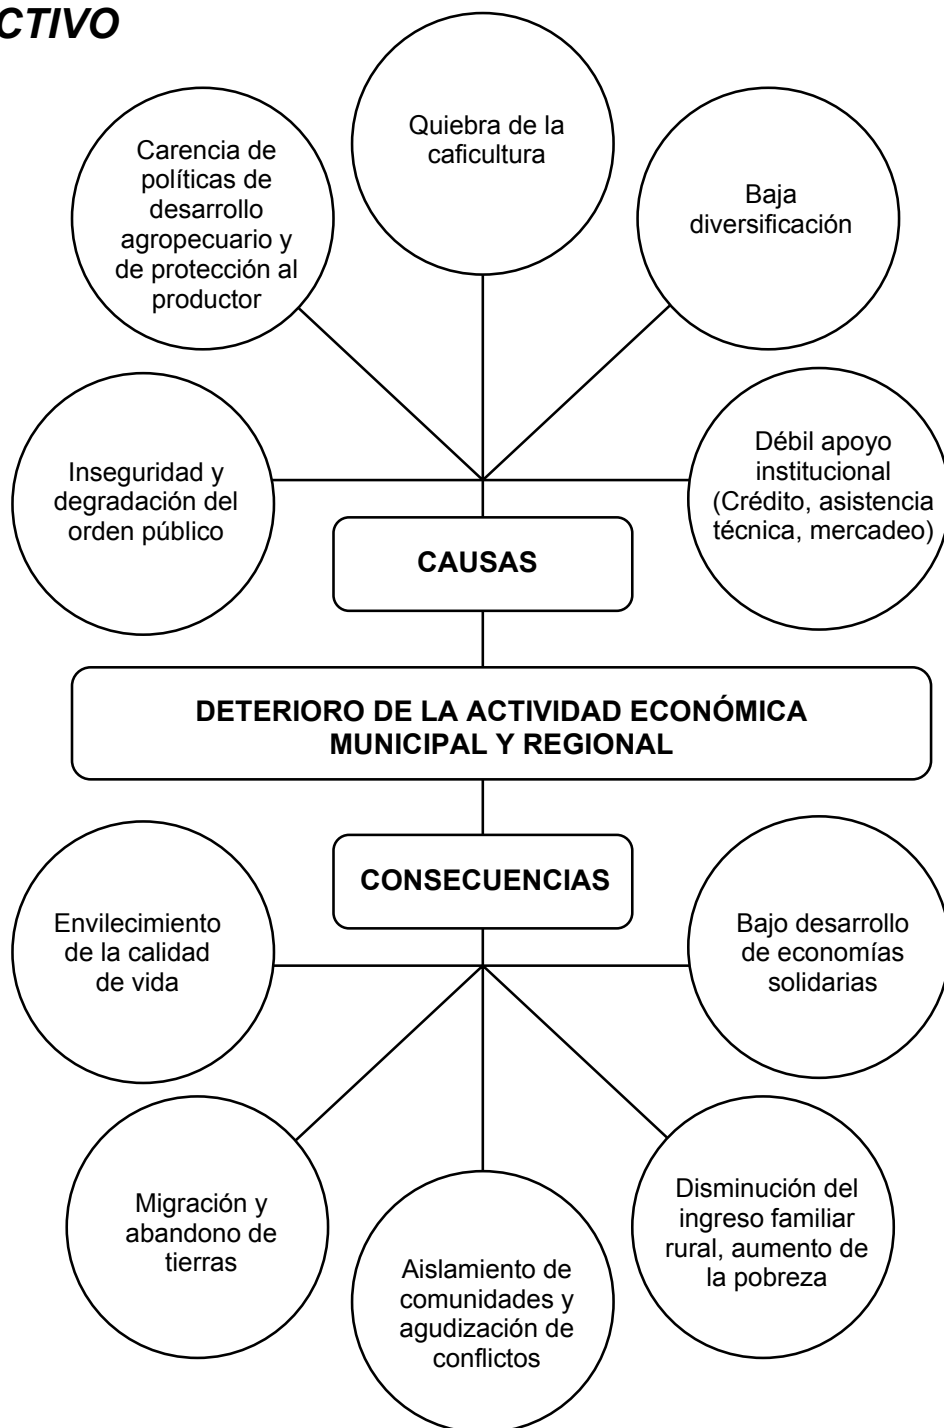 CTIVO
Quiebra de la
caficultura
Carencia de
políticas de
desarrollo
agropecuario y
de protección al
productor
Baja
diversificación
Inseguridad y
degradación del
orden público
Débil apoyo
institucional
(Crédito, asistencia
técnica, mercadeo)
CAUSAS
DETERIORO DE LA ACTIVIDAD ECONÓMICA
MUNICIPAL Y REGIONAL
CONSECUENCIAS
Envilecimiento
de la calidad
de vida
Bajo desarrollo
de economías
solidarias
Migración y
abandono de
tierras
Aislamiento de
comunidades y
agudización de
conflictos
Disminución del
ingreso familiar
rural, aumento de
la pobreza